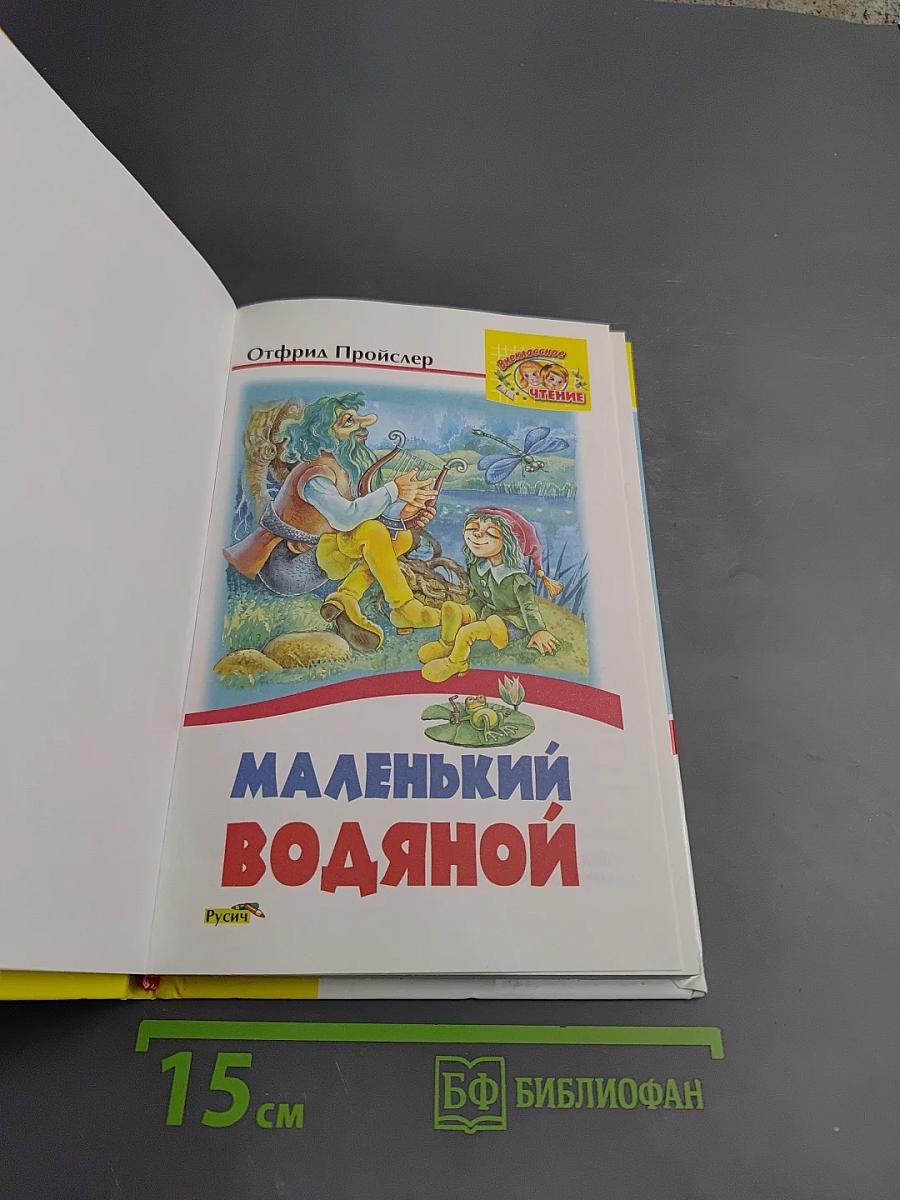 Отфрид Пройслер
Внеклассное
ЧТЕНИЕ
МАЛЕНЬКИЙ
ВОДЯНОЙ
Русич
15 см
БФ БИБЛИОФАН